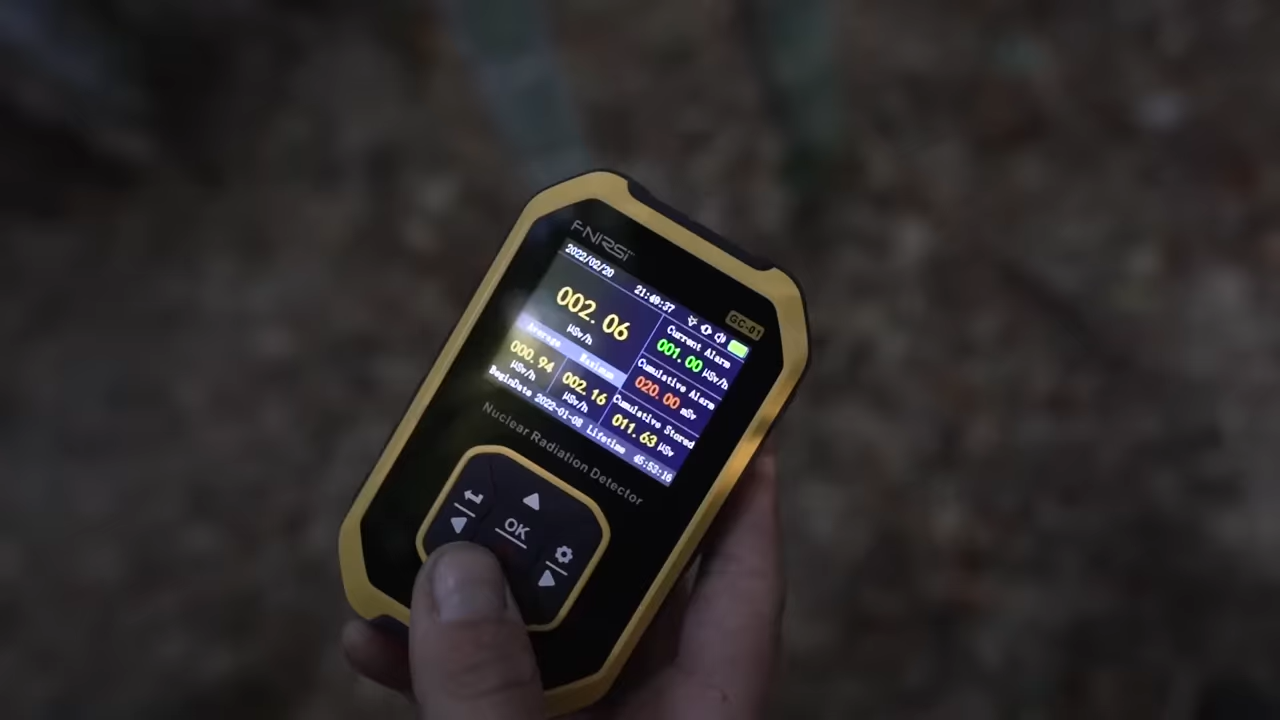 FNIRSI
2022/02/20 21:49:37
GC-01
002.06
μSv/h
Current Alarm
001.00 μSv/h
Average Maximum
000.94
μSv/h
002.16
μSv/h
Cumulative Alarm
020.00 mSv
Cumulative Stored
011.63 μSv
BeginDate 2022-01-08 Lifetime 45:53:16
Nuclear Radiation Detector
OK